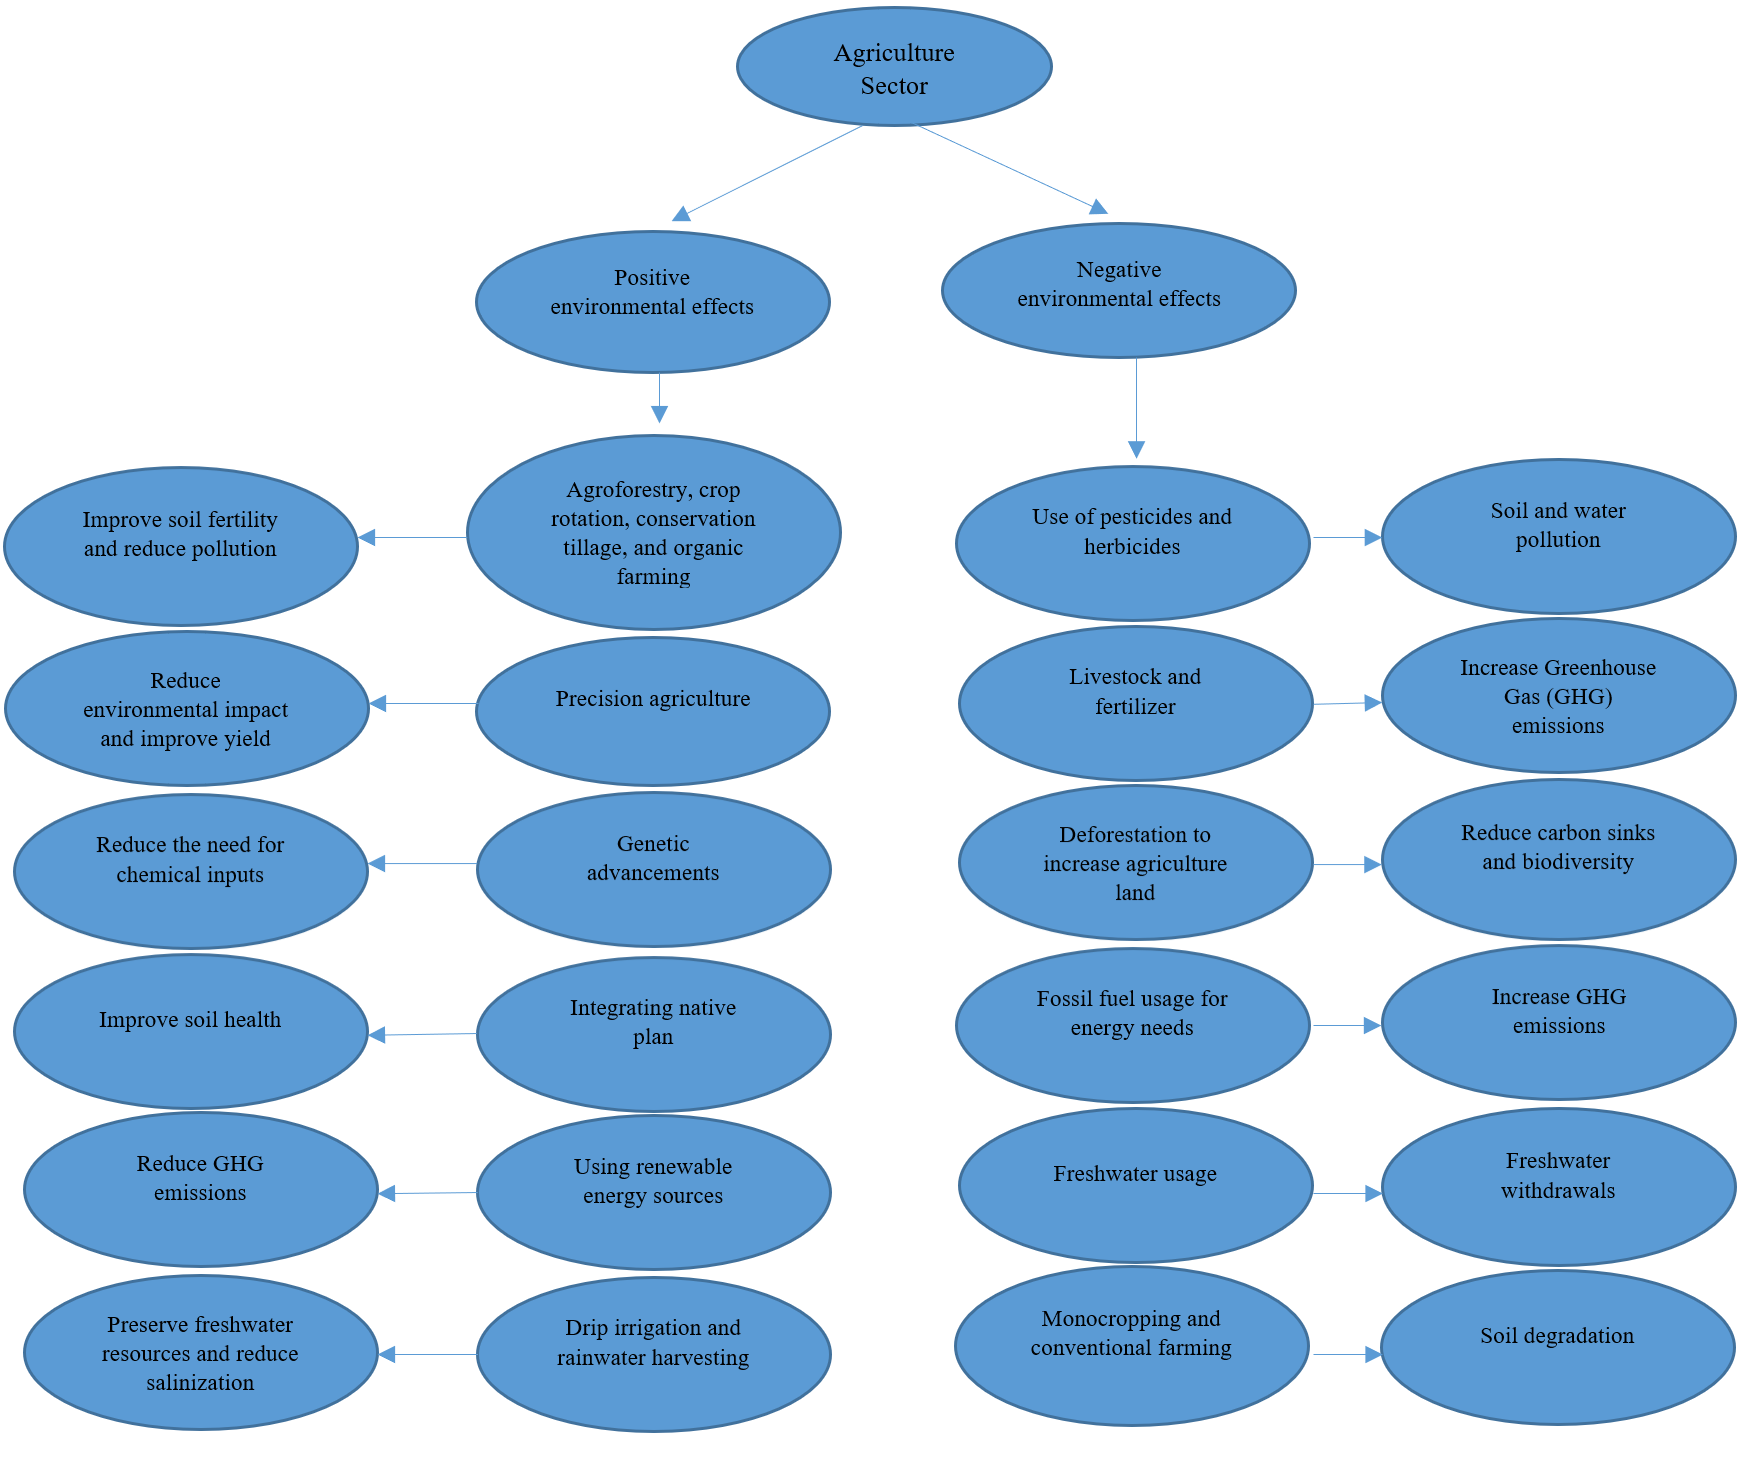 Agriculture
Sector
Positive
environmental effects
Negative
environmental effects
Improve soil fertility
and reduce pollution
Agroforestry, crop
rotation, conservation
tillage, and organic
farming
Use of pesticides and
herbicides
Soil and water
pollution
Reduce
environmental impact
and improve yield
Precision agriculture
Livestock and
fertilizer
Increase Greenhouse
Gas (GHG)
emissions
Reduce the need for
chemical inputs
Genetic
advancements
Deforestation to
increase agriculture
land
Reduce carbon sinks
and biodiversity
Improve soil health
Integrating native
plan
Fossil fuel usage for
energy needs
Increase GHG
emissions
Reduce GHG
emissions
Using renewable
energy sources
Freshwater usage
Freshwater
withdrawals
Preserve freshwater
resources and reduce
salinization
Drip irrigation and
rainwater harvesting
Monocropping and
conventional farming
Soil degradation